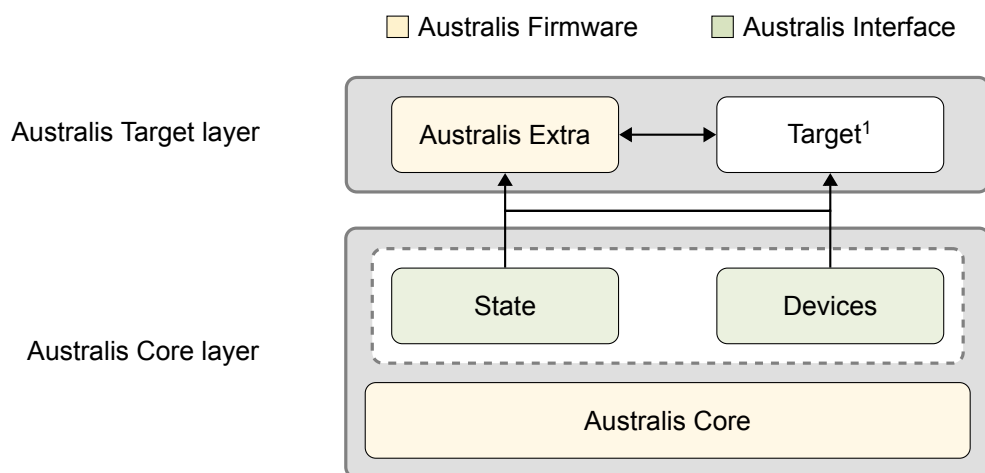 Australis Firmware
Australis Interface
Australis Target layer
Australis Extra
Target¹
State
Devices
Australis Core layer
Australis Core